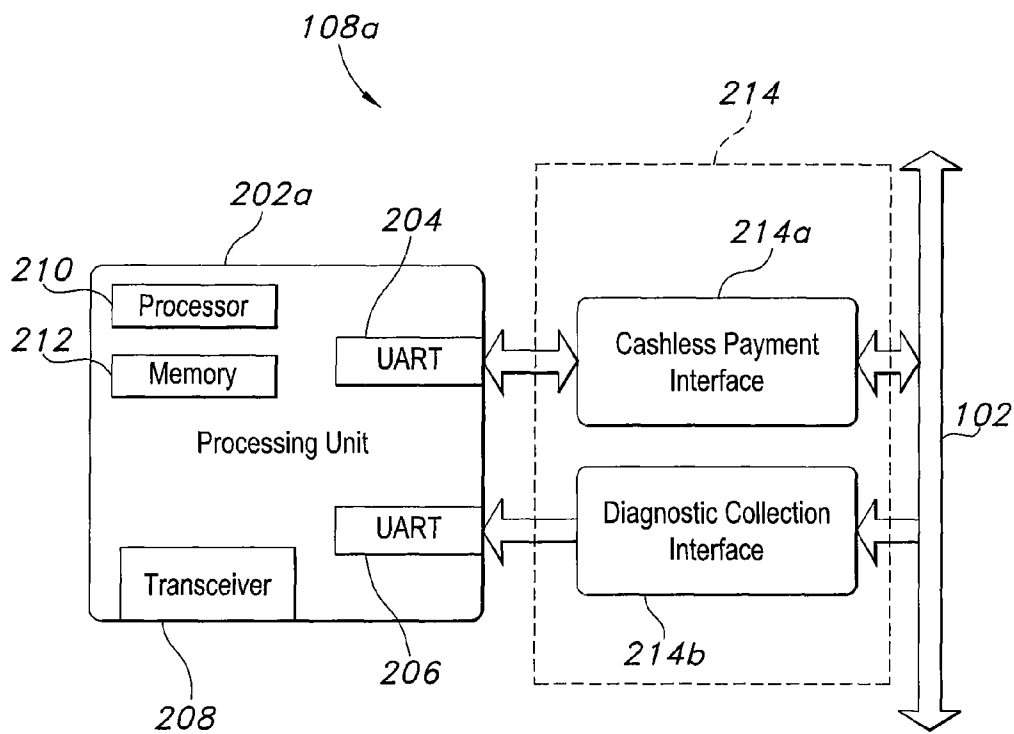 108a
214
202a
204
214a
210
Processor
212
Memory
UART
Cashless Payment
Interface
102
Processing Unit
UART
Diagnostic Collection
Interface
Transceiver
206
214b
208